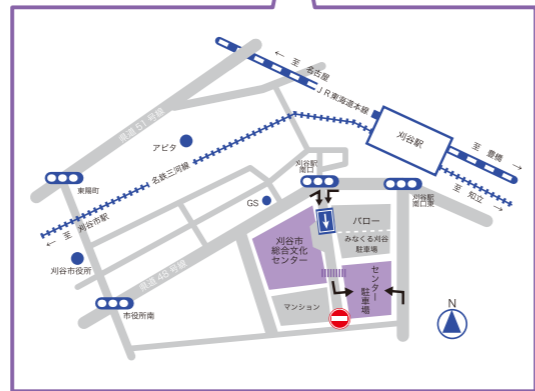 ← 至 名古屋
JR東海道本線
県道51号線
アピタ
刈谷駅
至 豊橋 →
東陽町
名鉄三河線
刈谷駅
南口
至 知立 →
刈谷駅
南口東
← 至 刈谷市駅
GS
バロー
みなくる刈谷
駐車場
刈谷市
総合文化
センター
刈谷市役所
県道48号線
センター
駐車場
マンション
市役所南
N